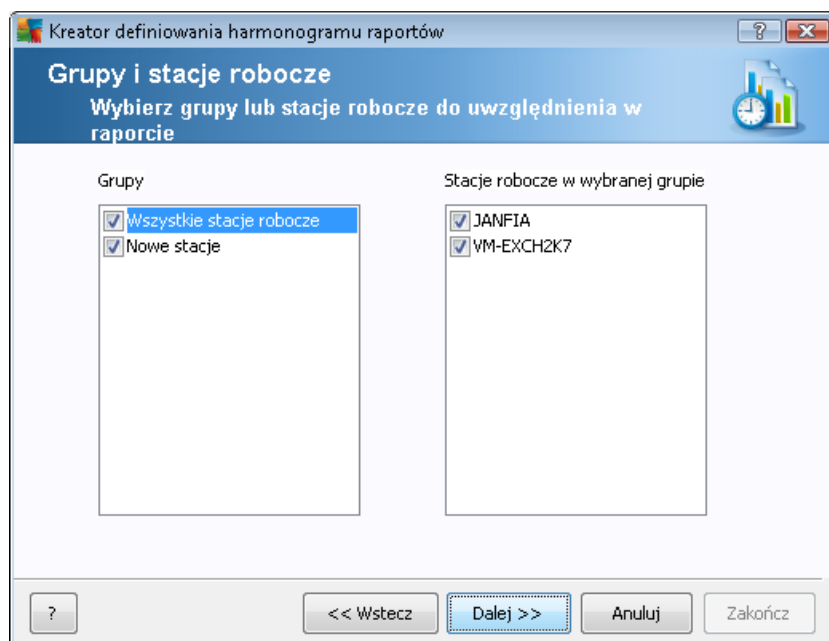 Kreator definiowania harmonogramu raportów
?
Grupy i stacje robocze
Wybierz grupy lub stacje robocze do uwzględnienia w
raporcie
Grupy
Stacje robocze w wybranej grupie
Wszystkie stacje robocze
Nowe stacje
JANFIA
VM-EXCH2K7
?
<< Wstecz
Dalej >>
Anuluj
Zakończ